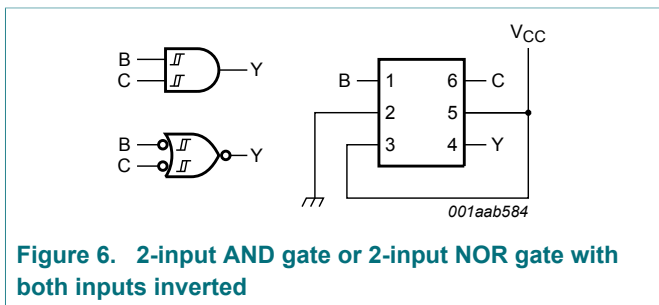 V_CC
B
C
Y
B 1 6 C
2 5
3 4 Y
B
C
Y
001aab584
Figure 6. 2-input AND gate or 2-input NOR gate with
both inputs inverted